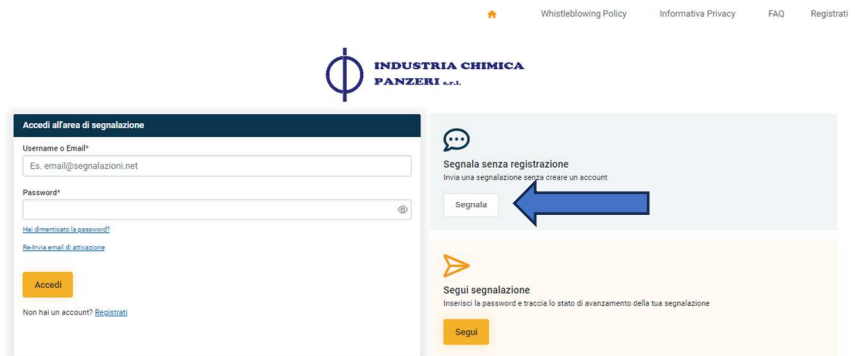 Whistleblowing Policy
Informativa Privacy
FAQ
Registrati
INDUSTRIA CHIMICA
PANZERI s.r.l.
Accedi all'area di segnalazione
Username o Email*
Es. email@segnalazioni.net
Password*
Hai dimenticato la password?
Re-Invia email di attivazione
Accedi
Non hai un account? Registrati
Segnala senza registrazione
Invia una segnalazione senza creare un account
Segnala
Segui segnalazione
Inserisci la password e traccia lo stato di avanzamento della tua segnalazione
Segui